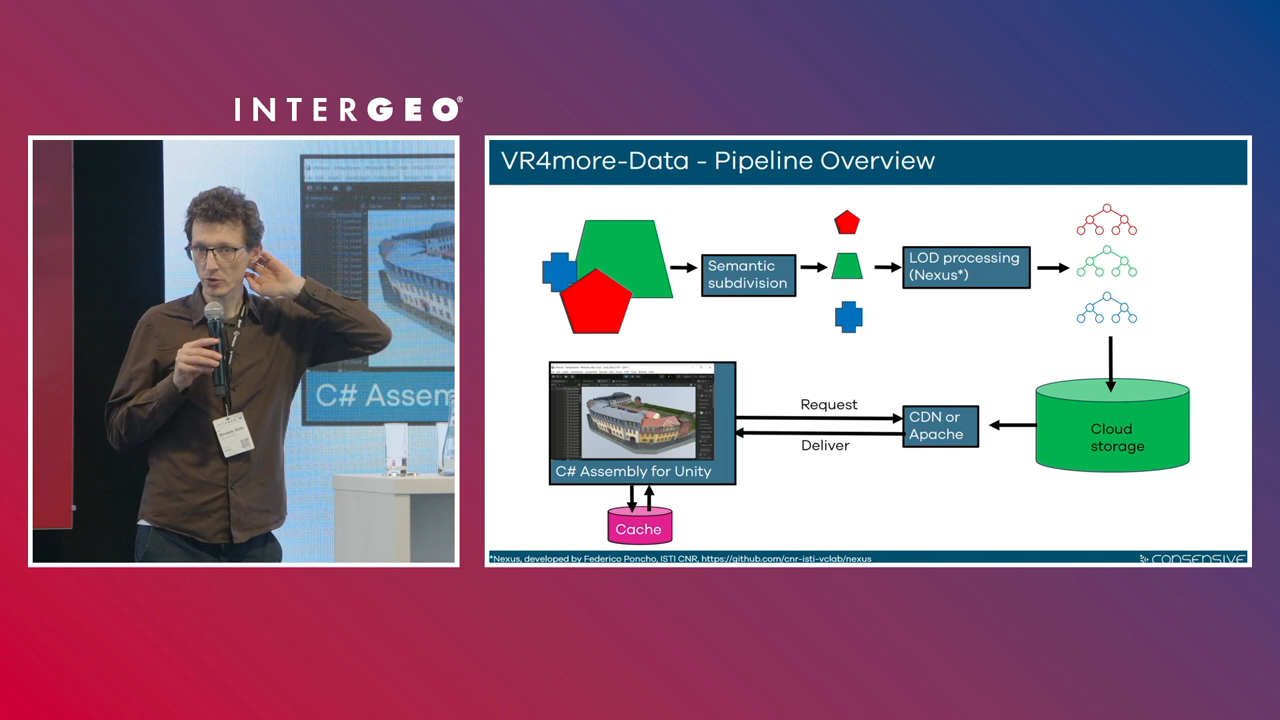 INTERGEO®
VR4more-Data - Pipeline Overview
Semantic
subdivision
LOD processing
(Nexus*)
C# Assem
Request
Deliver
CDN or
Apache
Cloud
storage
C# Assembly for Unity
Cache
*Nexus, developed by Federico Poncho, ISTI CNR, https://github.com/cnr-isti-vclab/nexus
CONSENSIVE